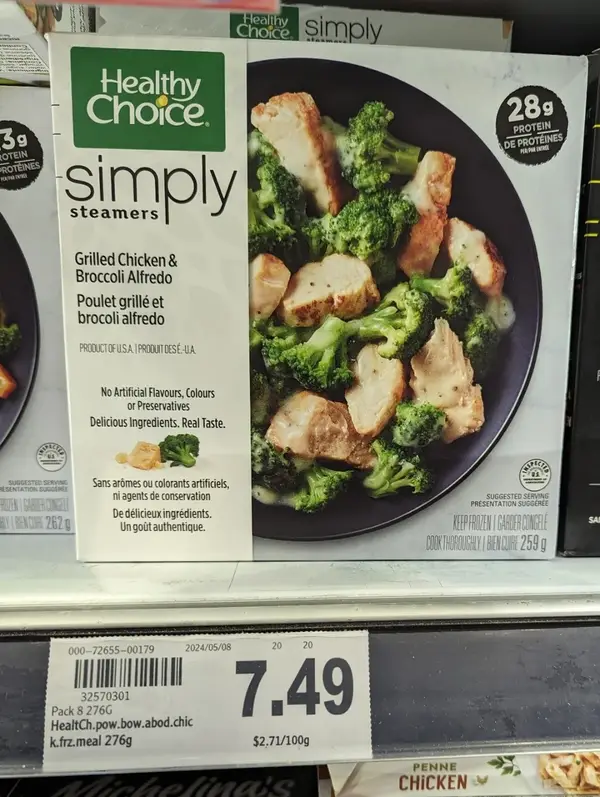 Healthy
Choice
simply
steamers
Healthy
Choice®
simply
steamers
Grilled Chicken &
Broccoli Alfredo
Poulet grillé et
brocoli alfredo
PRODUCT OF U.S.A. | PRODUIT DES É.-U.A.
No Artificial Flavours, Colours
or Preservatives
Delicious Ingredients. Real Taste.
Sans arômes ou colorants artificiels,
ni agents de conservation
De délicieux ingrédients.
Un goût authentique.
28g
PROTEIN
DE PROTÉINES
SUGGESTED SERVING
PRÉSENTATION SUGGÉRÉE
KEEP FROZEN | GARDER CONGELÉ
COOK THOROUGHLY | BIEN CUIRE 259 g
3g
262 g
000-72655-00179
2024/05/08
20 20
32570301
Pack 8 276G
HealtCh.pow.bow.abod.chic
k.frz.meal 276g
7.49
$2.71/100g
Michelina's
PENNE
CHICKEN